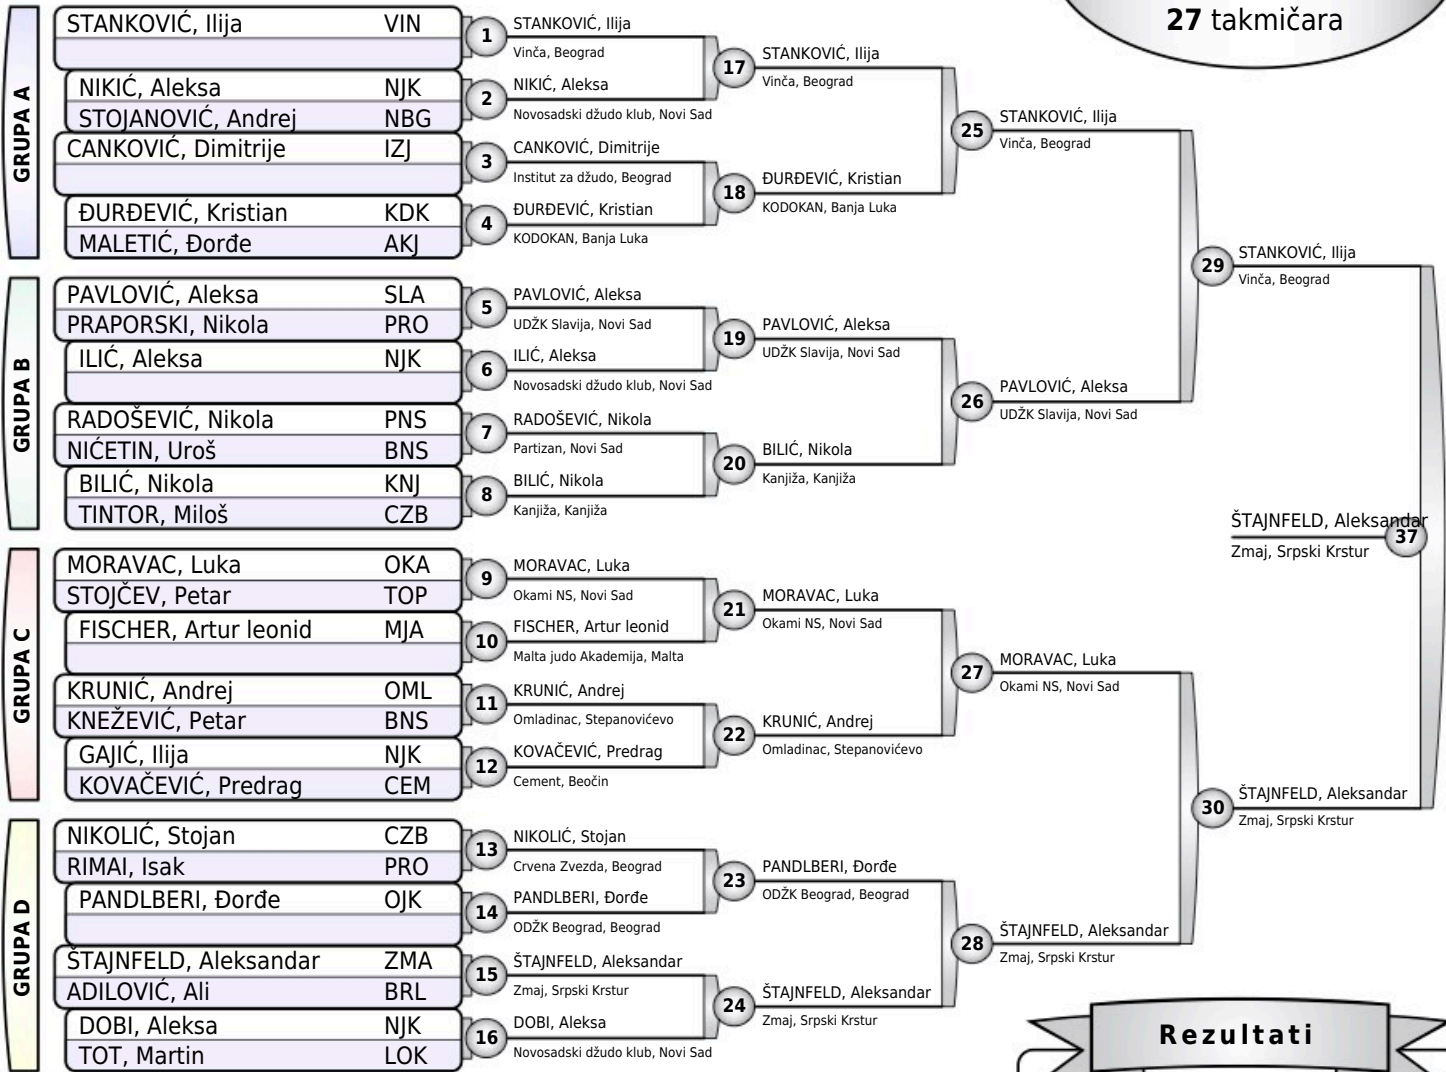 27 takmičara
GRUPA A
STANKOVIĆ, Ilija VIN
NIKIĆ, Aleksa NJK
STOJANOVIĆ, Andrej NBG
CANKOVIĆ, Dimitrije IZJ
ĐURĐEVIĆ, Kristian KDK
MALETIĆ, Đorđe AKJ
GRUPA B
PAVLOVIĆ, Aleksa SLA
PRAPORSKI, Nikola PRO
ILIĆ, Aleksa NJK
RADOŠEVIĆ, Nikola PNS
NIĆETIN, Uroš BNS
BILIĆ, Nikola KNJ
TINTOR, Miloš CZB
GRUPA C
MORAVAC, Luka OKA
STOJČEV, Petar TOP
FISCHER, Artur leonid MJA
KRUNIĆ, Andrej OML
KNEŽEVIĆ, Petar BNS
GAJIĆ, Ilija NJK
KOVAČEVIĆ, Predrag CEM
GRUPA D
NIKOLIĆ, Stojan CZB
RIMAI, Isak PRO
PANDLBERI, Đorđe OJK
ŠTAJNFELD, Aleksandar ZMA
ADILOVIĆ, Ali BRL
DOBI, Aleksa NJK
TOT, Martin LOK
1 STANKOVIĆ, Ilija
Vinča, Beograd
2 NIKIĆ, Aleksa
Novosadski džudo klub, Novi Sad
3 CANKOVIĆ, Dimitrije
Institut za džudo, Beograd
4 ĐURĐEVIĆ, Kristian
KODOKAN, Banja Luka
5 PAVLOVIĆ, Aleksa
UDŽK Slavija, Novi Sad
6 ILIĆ, Aleksa
Novosadski džudo klub, Novi Sad
7 RADOŠEVIĆ, Nikola
Partizan, Novi Sad
8 BILIĆ, Nikola
Kanjiža, Kanjiža
9 MORAVAC, Luka
Okami NS, Novi Sad
10 FISCHER, Artur leonid
Malta judo Akademija, Malta
11 KRUNIĆ, Andrej
Omladinac, Stepanovićevo
12 KOVAČEVIĆ, Predrag
Cement, Beočin
13 NIKOLIĆ, Stojan
Crvena Zvezda, Beograd
14 PANDLBERI, Đorđe
ODŽK Beograd, Beograd
15 ŠTAJNFELD, Aleksandar
Zmaj, Srpski Krstur
16 DOBI, Aleksa
Novosadski džudo klub, Novi Sad
17 STANKOVIĆ, Ilija
Vinča, Beograd
18 ĐURĐEVIĆ, Kristian
KODOKAN, Banja Luka
19 PAVLOVIĆ, Aleksa
UDŽK Slavija, Novi Sad
20 BILIĆ, Nikola
Kanjiža, Kanjiža
21 MORAVAC, Luka
Okami NS, Novi Sad
22 KRUNIĆ, Andrej
Omladinac, Stepanovićevo
23 PANDLBERI, Đorđe
ODŽK Beograd, Beograd
24 ŠTAJNFELD, Aleksandar
Zmaj, Srpski Krstur
25 STANKOVIĆ, Ilija
Vinča, Beograd
26 PAVLOVIĆ, Aleksa
UDŽK Slavija, Novi Sad
27 MORAVAC, Luka
Okami NS, Novi Sad
28 ŠTAJNFELD, Aleksandar
Zmaj, Srpski Krstur
29 STANKOVIĆ, Ilija
Vinča, Beograd
30 ŠTAJNFELD, Aleksandar
Zmaj, Srpski Krstur
ŠTAJNFELD, Aleksandar
Zmaj, Srpski Krstur 37
Rezultati